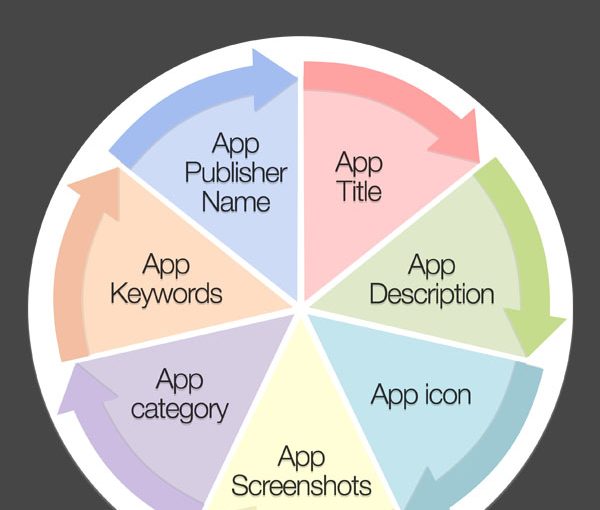 App
Title
App
Description
App icon
App
Screenshots
App
category
App
Keywords
App
Publisher
Name